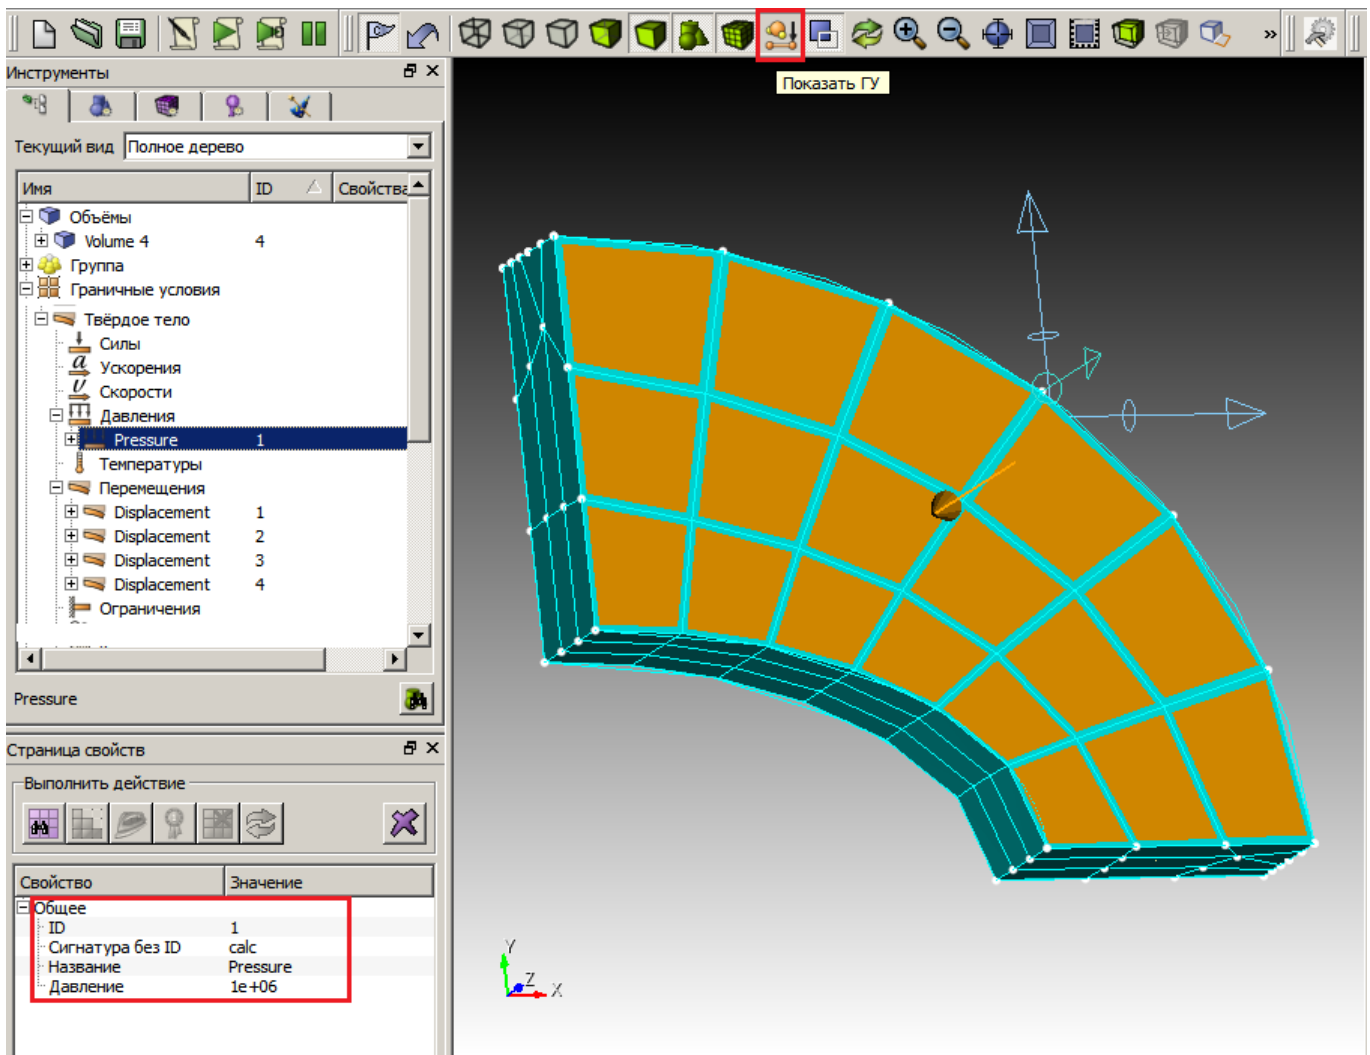 »
Показать ГУ
Инструменты
Текущий вид Полное дерево
Имя ID Свойства
Объёмы
Volume 4 4
Группа
Граничные условия
Твёрдое тело
Силы
a Ускорения
v Скорости
Давления
Pressure 1
Температуры
Перемещения
Displacement 1
Displacement 2
Displacement 3
Displacement 4
Ограничения
Pressure
Страница свойств
Выполнить действие
Свойство Значение
Общее
ID 1
Сигнатура без ID calc
Название Pressure
Давление 1e+06
Y
Z
X